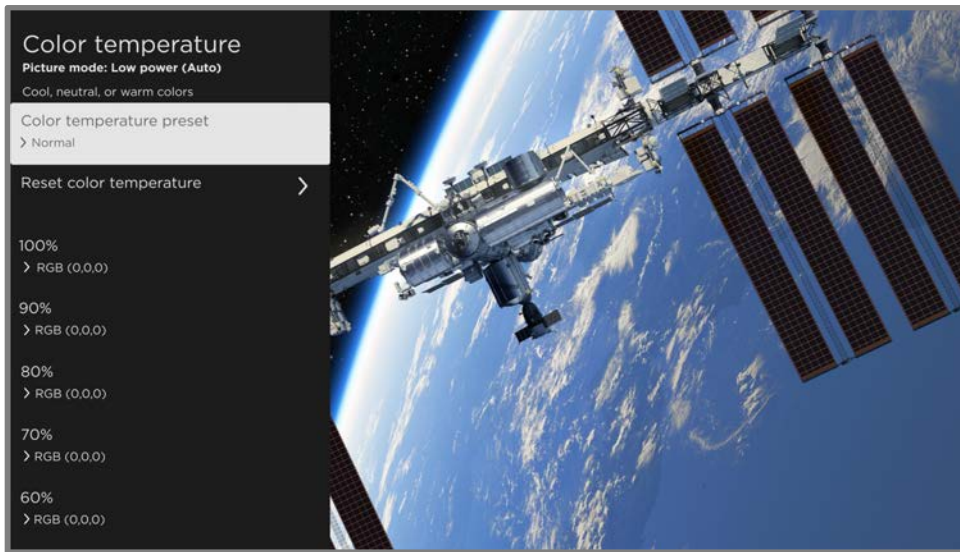 Color temperature
Picture mode: Low power (Auto)
Cool, neutral, or warm colors
Color temperature preset
Normal
Reset color temperature
100%
RGB (0,0,0)
90%
RGB (0,0,0)
80%
RGB (0,0,0)
70%
RGB (0,0,0)
60%
RGB (0,0,0)